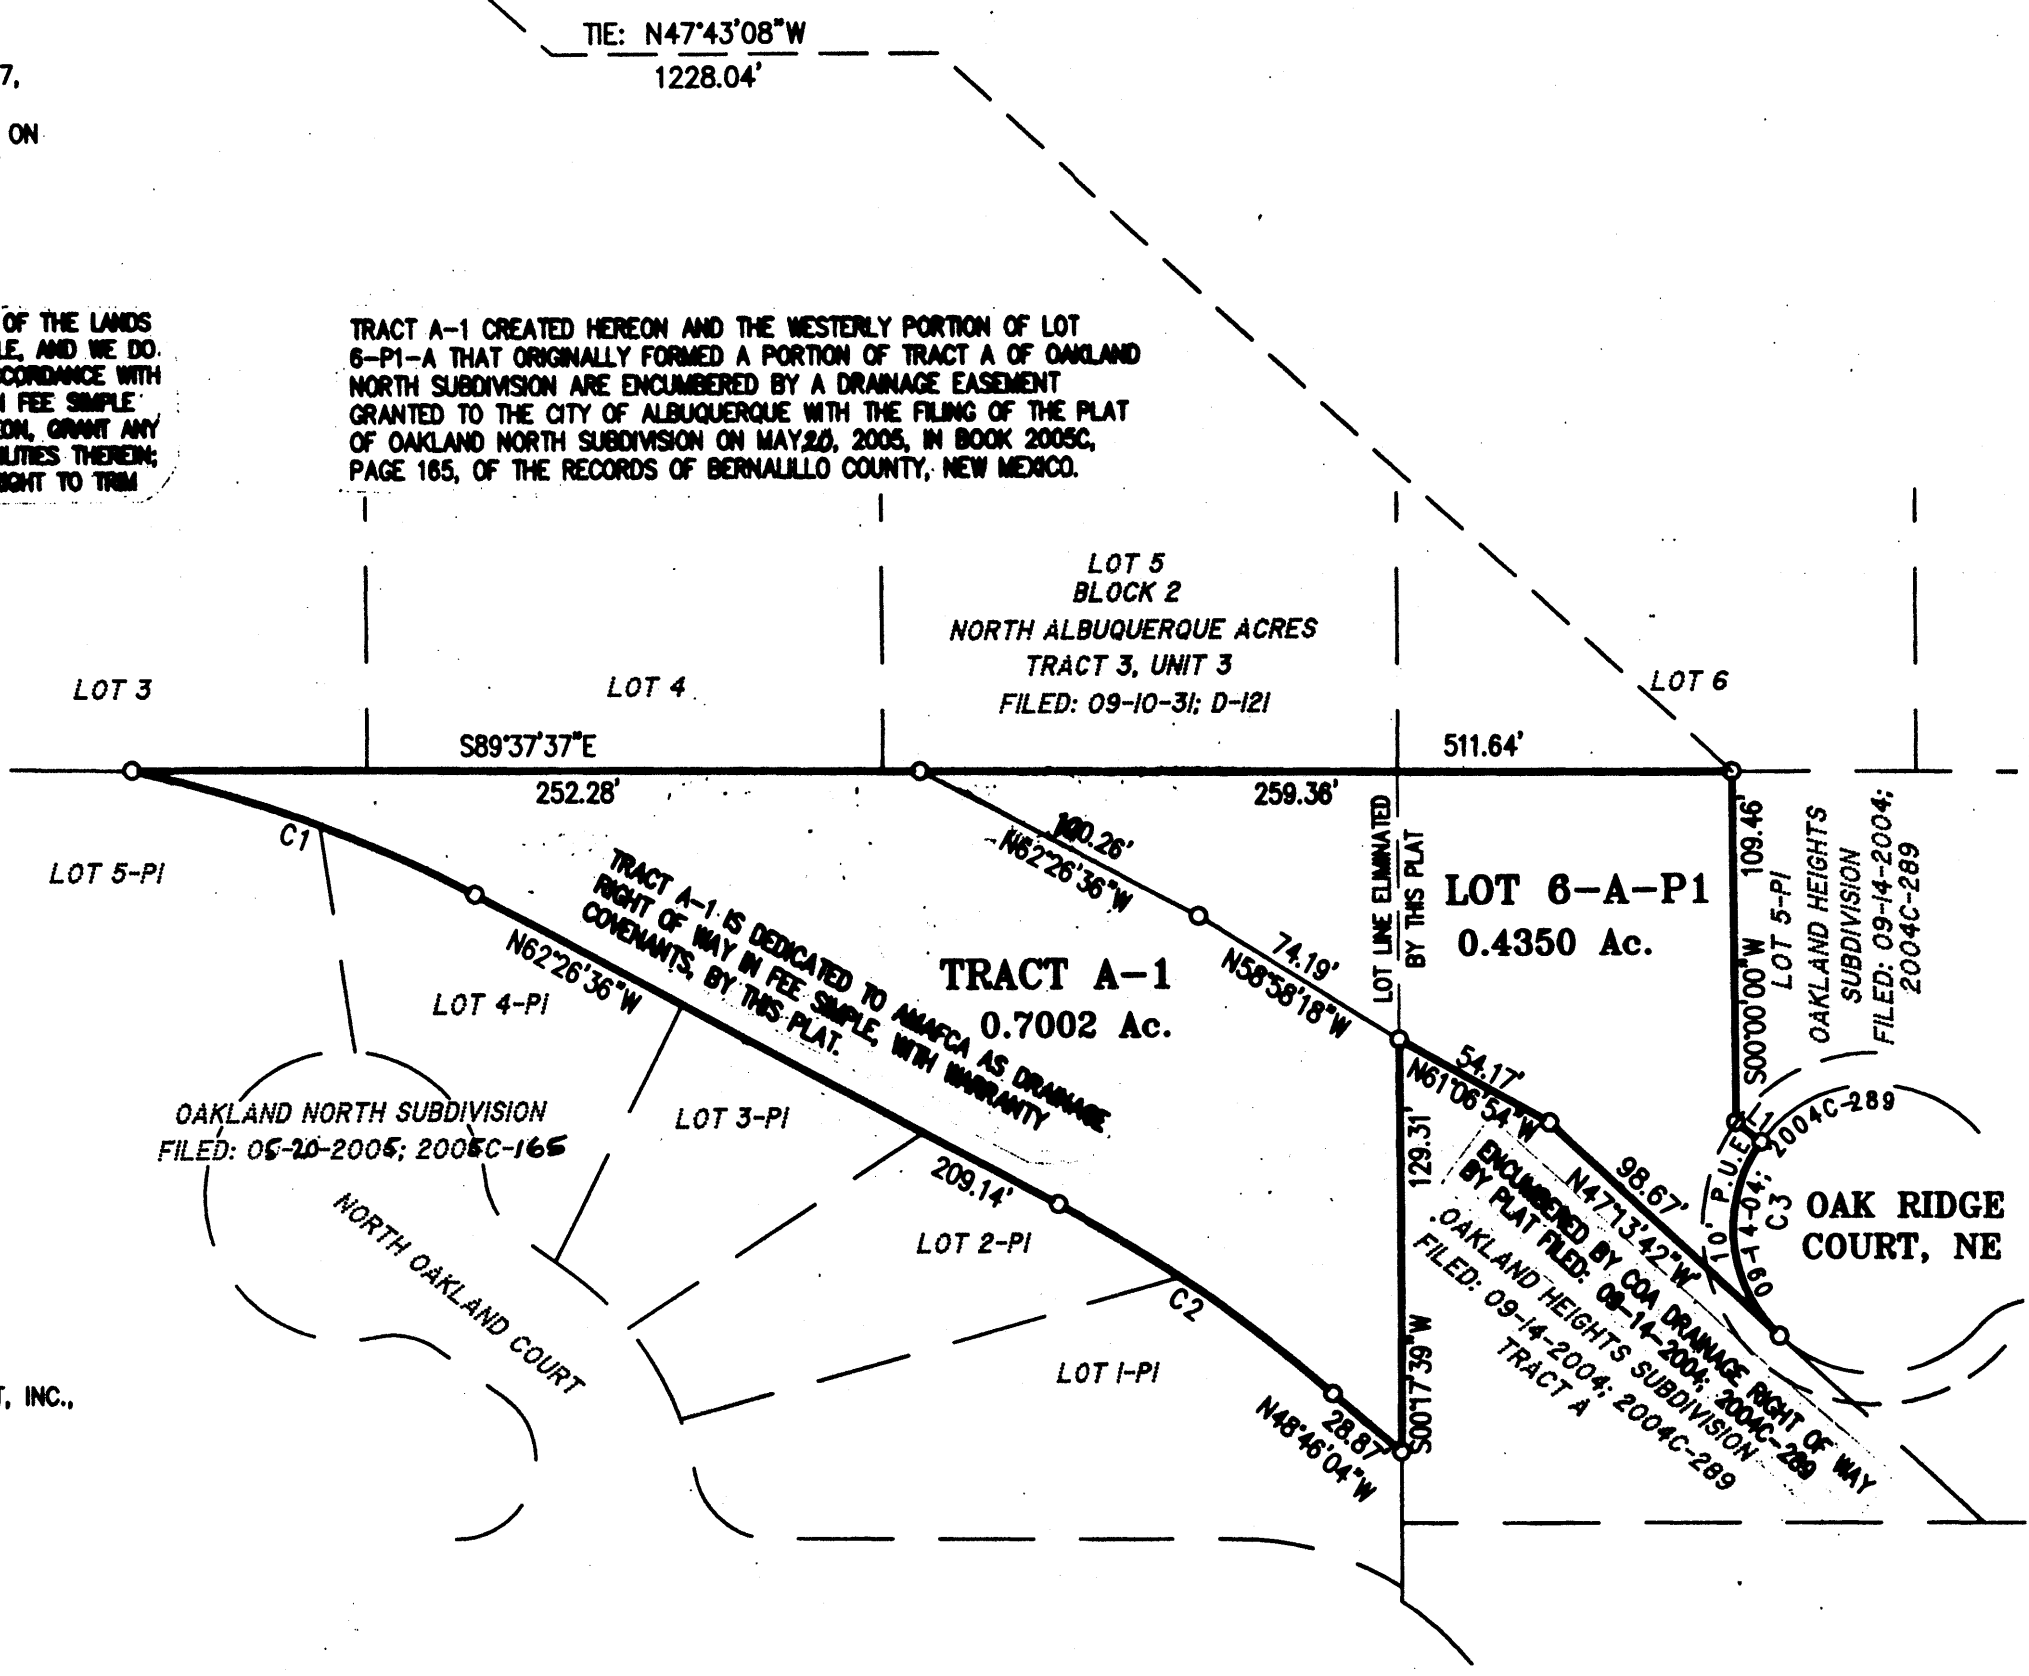 TIE: N47°43'08"W
1228.04'
7,
ON
OF THE LANDS
LE, AND WE DO
CCORDANCE WITH
FEE SIMPLE
EON, GRANT ANY
ILITIES THEREIN;
IGHT TO TRIM
TRACT A-1 CREATED HEREON AND THE WESTERLY PORTION OF LOT
6-P1-A THAT ORIGINALLY FORMED A PORTION OF TRACT A OF OAKLAND
NORTH SUBDIVISION ARE ENCUMBERED BY A DRAINAGE EASEMENT
GRANTED TO THE CITY OF ALBUQUERQUE WITH THE FILING OF THE PLAT
OF OAKLAND NORTH SUBDIVISION ON MAY 20, 2005, IN BOOK 2005C,
PAGE 165, OF THE RECORDS OF BERNALILLO COUNTY, NEW MEXICO.
LOT 5
BLOCK 2
NORTH ALBUQUERQUE ACRES
TRACT 3, UNIT 3
FILED: 09-10-31; D-121
LOT 3
LOT 4
LOT 6
S89°37'37"E
511.64'
252.28'
259.36'
C1
LOT 5-P1
100.26'
N62°26'36"W
LOT LINE ELIMINATED
BY THIS PLAT
109.46'
S00°00'00"W
LOT 5-P1
OAKLAND HEIGHTS
SUBDIVISION
FILED: 09-14-2004;
2004C-289
LOT 6-A-P1
0.4350 Ac.
TRACT A-1 IS DEDICATED TO AMAFCA AS DRAINAGE
RIGHT OF WAY IN FEE SIMPLE, WITH WARRANTY
COVENANTS, BY THIS PLAT.
N62°26'36"W
74.19'
N58°58'18"W
TRACT A-1
0.7002 Ac.
LOT 4-P1
54.17'
N61°06'54"W
OAKLAND NORTH SUBDIVISION
FILED: 05-20-2005; 2005C-165
LOT 3-P1
209.14'
129.31'
S00°17'39"W
98.67'
N47°13'42"W
L1
10' P.U.E.
09-14-04; 2004C-289
C3
OAK RIDGE
COURT, NE
ENCUMBERED BY COA DRAINAGE RIGHT OF WAY
BY PLAT FILED: 09-14-2004; 2004C-289
OAKLAND HEIGHTS SUBDIVISION
FILED: 09-14-2004; 2004C-289
TRACT A
NORTH OAKLAND COURT
LOT 2-P1
C2
LOT 1-P1
28.87'
N48°46'04"W
T, INC.,